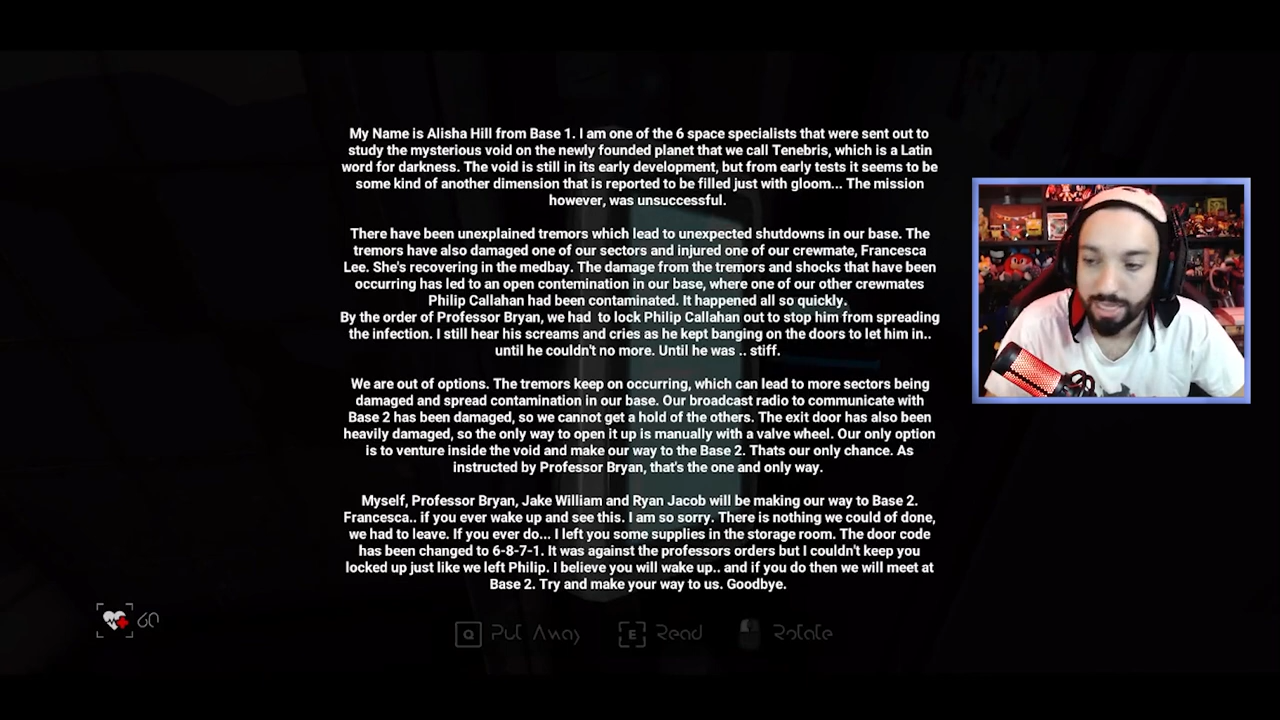 My Name is Alisha Hill from Base 1. I am one of the 6 space specialists that were sent out to
study the mysterious void on the newly founded planet that we call Tenebris, which is a Latin
word for darkness. The void is still in its early development, but from early tests it seems to be
some kind of another dimension that is reported to be filled just with gloom... The mission
however, was unsuccessful.
There have been unexplained tremors which lead to unexpected shutdowns in our base. The
tremors have also damaged one of our sectors and injured one of our crewmate, Francesca
Lee. She's recovering in the medbay. The damage from the tremors and shocks that have been
occurring has led to an open contemination in our base, where one of our other crewmates
Philip Callahan had been contaminated. It happened all so quickly.
By the order of Professor Bryan, we had to lock Philip Callahan out to stop him from spreading
the infection. I still hear his screams and cries as he kept banging on the doors to let him in..
until he couldn't no more. Until he was .. stiff.
We are out of options. The tremors keep on occurring, which can lead to more sectors being
damaged and spread contamination in our base. Our broadcast radio to communicate with
Base 2 has been damaged, so we cannot get a hold of the others. The exit door has also been
heavily damaged, so the only way to open it up is manually with a valve wheel. Our only option
is to venture inside the void and make our way to the Base 2. Thats our only chance. As
instructed by Professor Bryan, that's the one and only way.
Myself, Professor Bryan, Jake William and Ryan Jacob will be making our way to Base 2.
Francesca.. if you ever wake up and see this. I am so sorry. There is nothing we could of done,
we had to leave. If you ever do... I left you some supplies in the storage room. The door code
has been changed to 6-8-7-1. It was against the professors orders but I couldn't keep you
locked up just like we left Philip. I believe you will wake up.. and if you do then we will meet at
Base 2. Try and make your way to us. Goodbye.
60
Q Put Away E Read Rotate